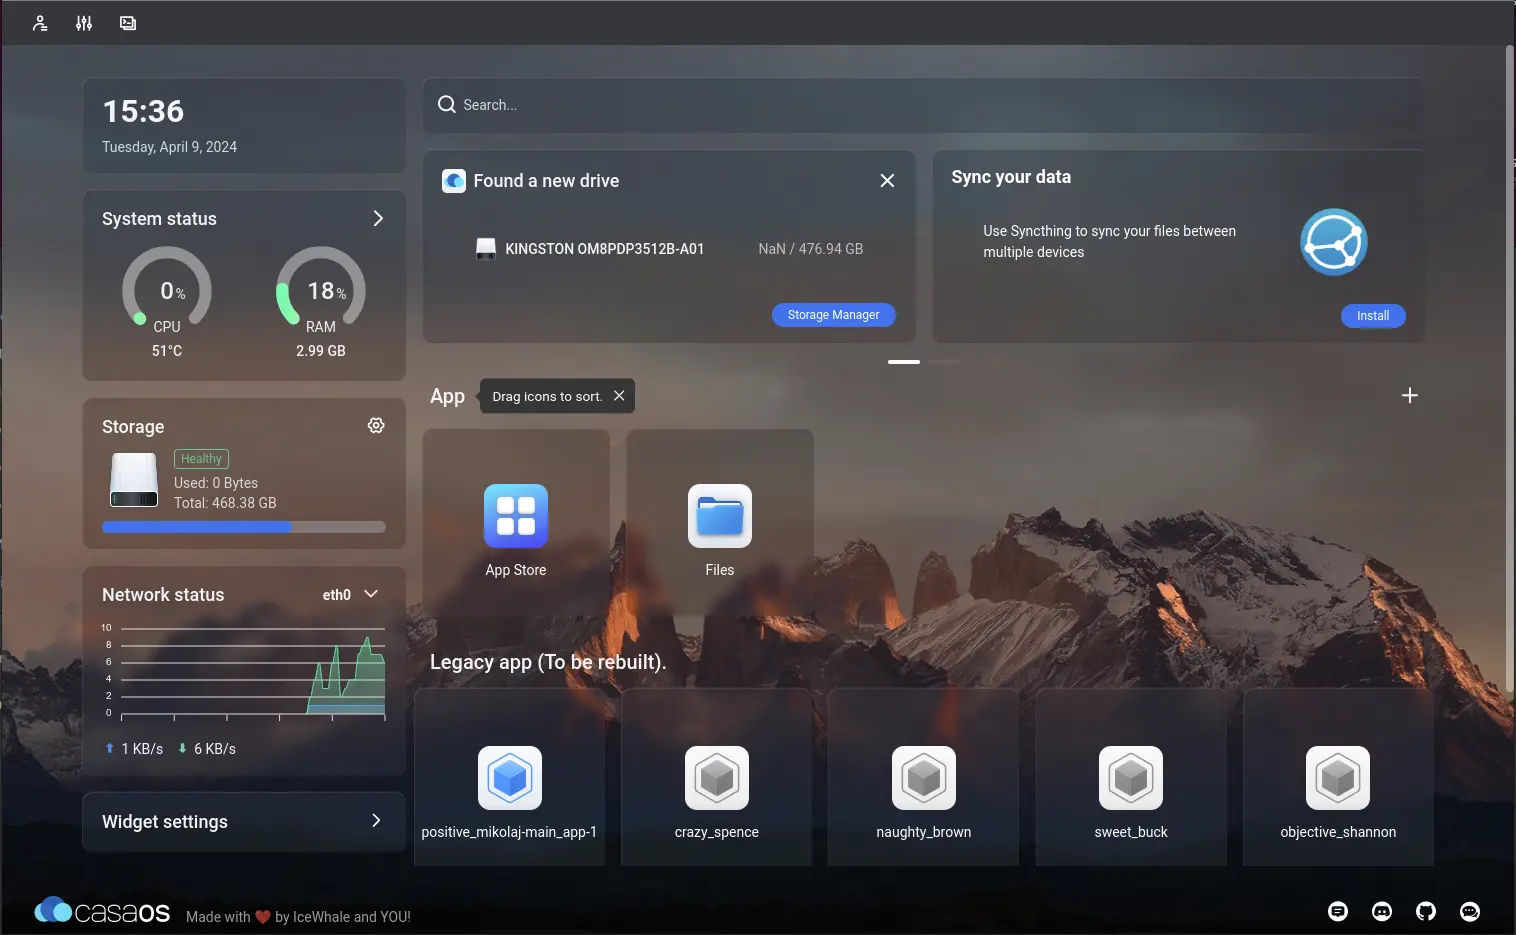 15:36
Tuesday, April 9, 2024
Search...
System status
0%
CPU
51°C
18%
RAM
2.99 GB
Found a new drive
KINGSTON OM8PDP3512B-A01
NaN / 476.94 GB
Storage Manager
Sync your data
Use Syncthing to sync your files between
multiple devices
Install
Storage
Healthy
Used: 0 Bytes
Total: 468.38 GB
App
Drag icons to sort.
App Store
Files
Network status
eth0
10
8
6
4
2
0
1 KB/s
6 KB/s
Legacy app (To be rebuilt).
positive_mikolaj-main_app-1
crazy_spence
naughty_brown
sweet_buck
objective_shannon
Widget settings
casaos
Made with ❤️ by IceWhale and YOU!